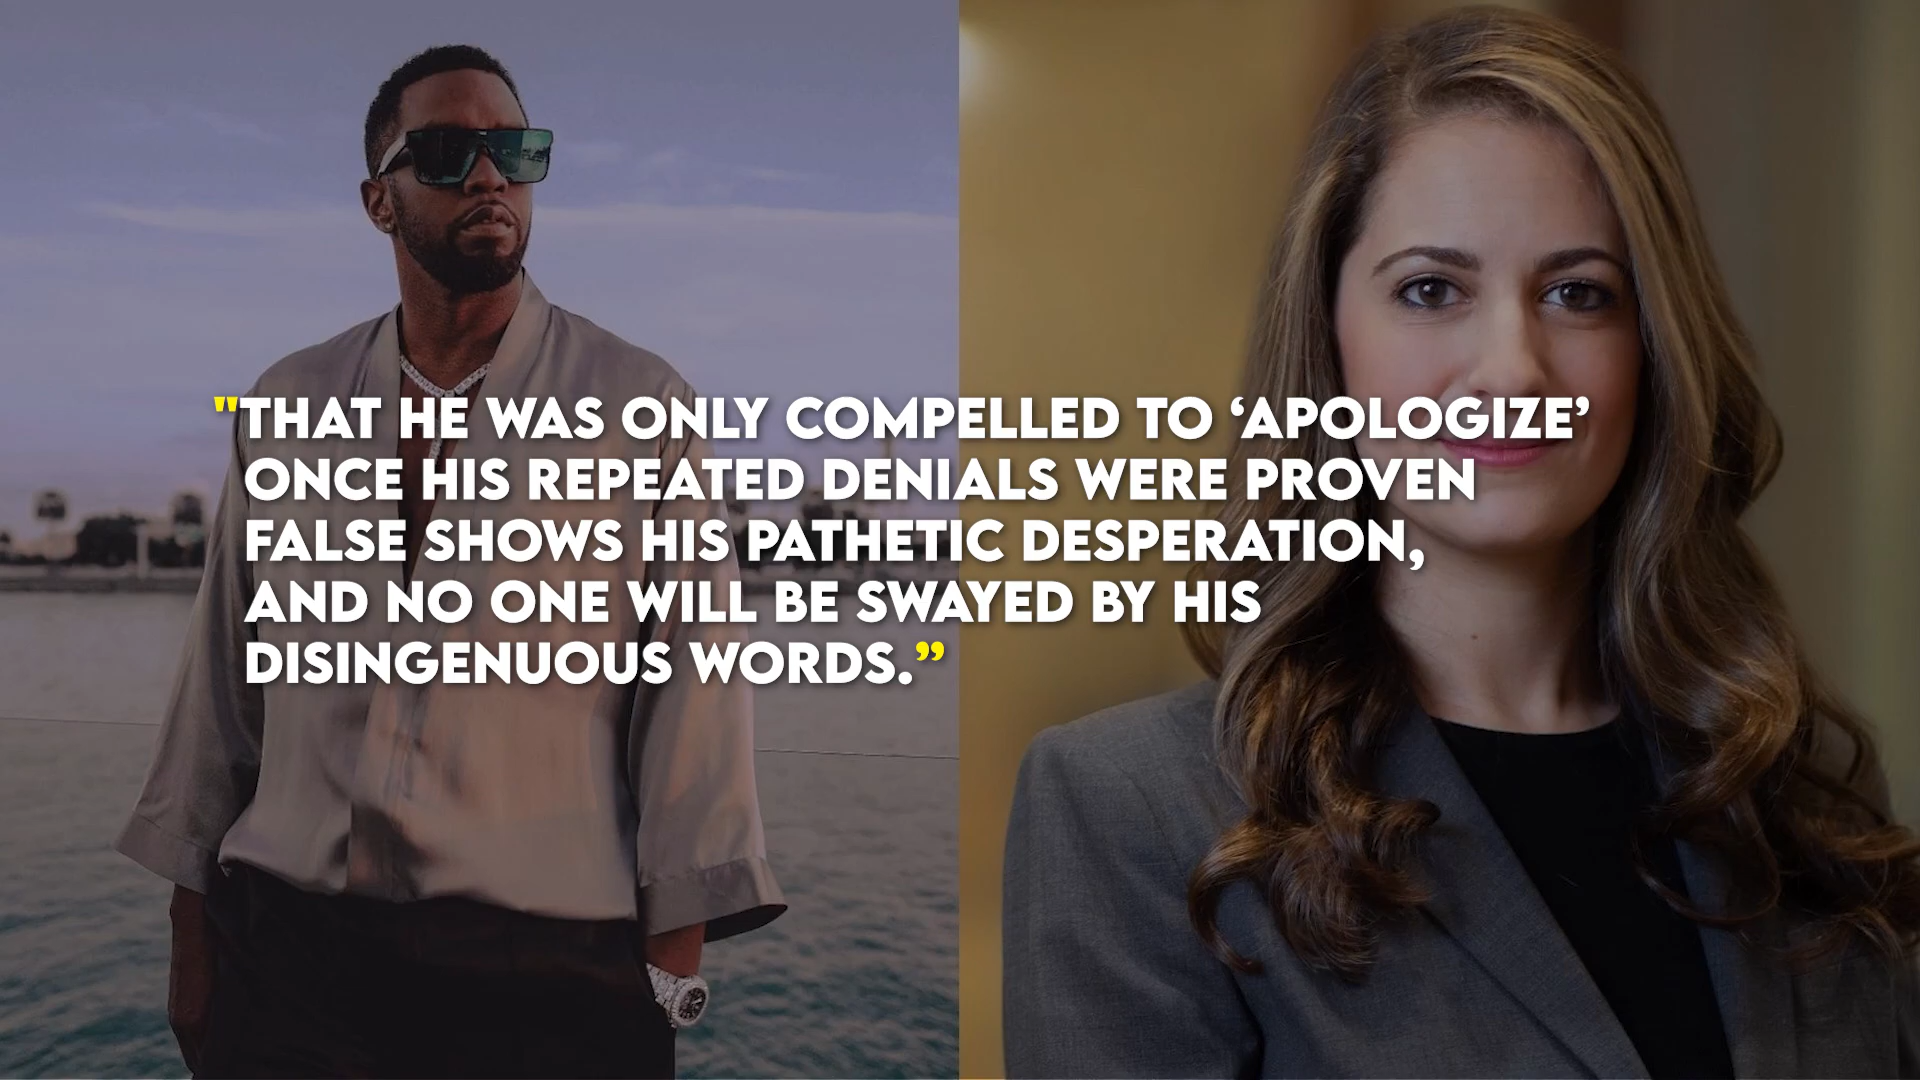 "THAT HE WAS ONLY COMPELLED TO ‘APOLOGIZE’
ONCE HIS REPEATED DENIALS WERE PROVEN
FALSE SHOWS HIS PATHETIC DESPERATION,
AND NO ONE WILL BE SWAYED BY HIS
DISINGENUOUS WORDS.”